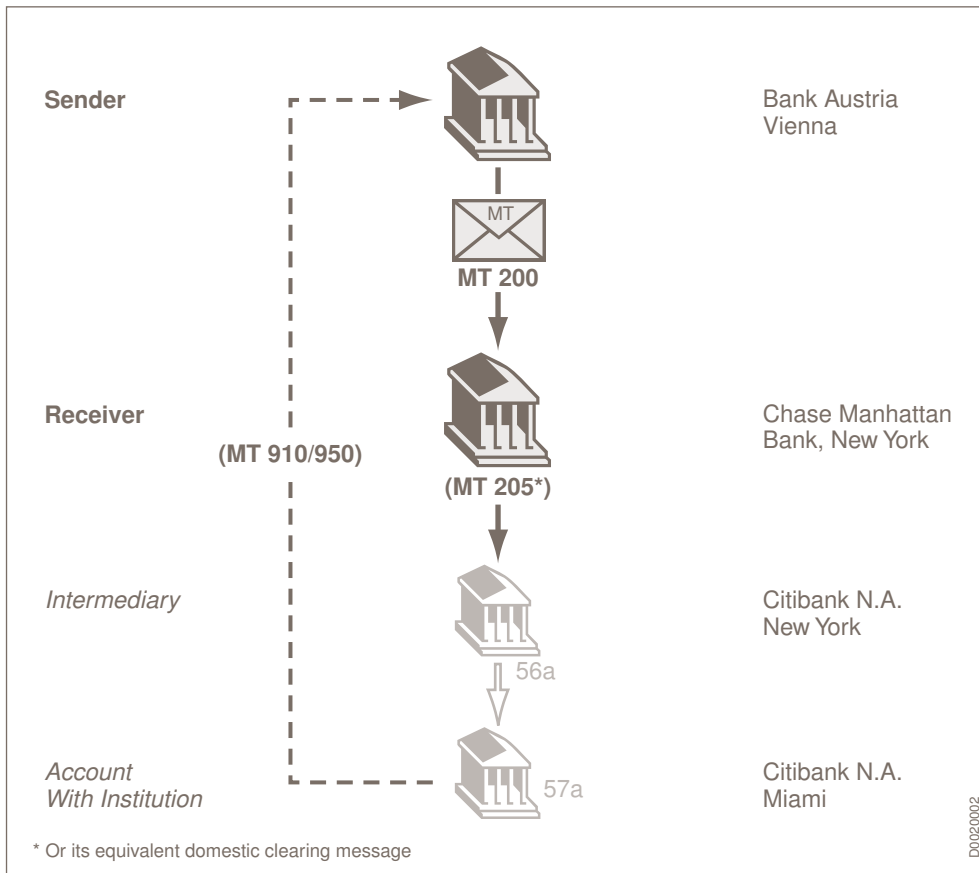 Sender
Bank Austria
Vienna
MT
MT 200
Receiver
Chase Manhattan
Bank, New York
(MT 910/950)
(MT 205*)
Intermediary
Citibank N.A.
New York
56a
Account
With Institution
57a
Citibank N.A.
Miami
* Or its equivalent domestic clearing message
D0020002